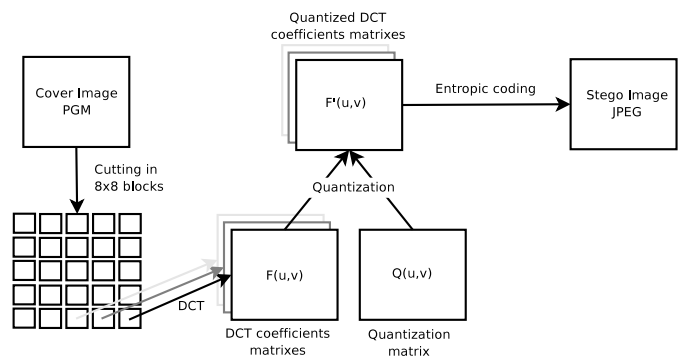 Quantized DCT
coefficients matrixes
Cover Image
PGM
F'(u,v)
Entropic coding
Stego Image
JPEG
Cutting in
8x8 blocks
Quantization
F(u,v)
Q(u,v)
DCT
DCT coefficients
matrixes
Quantization
matrix